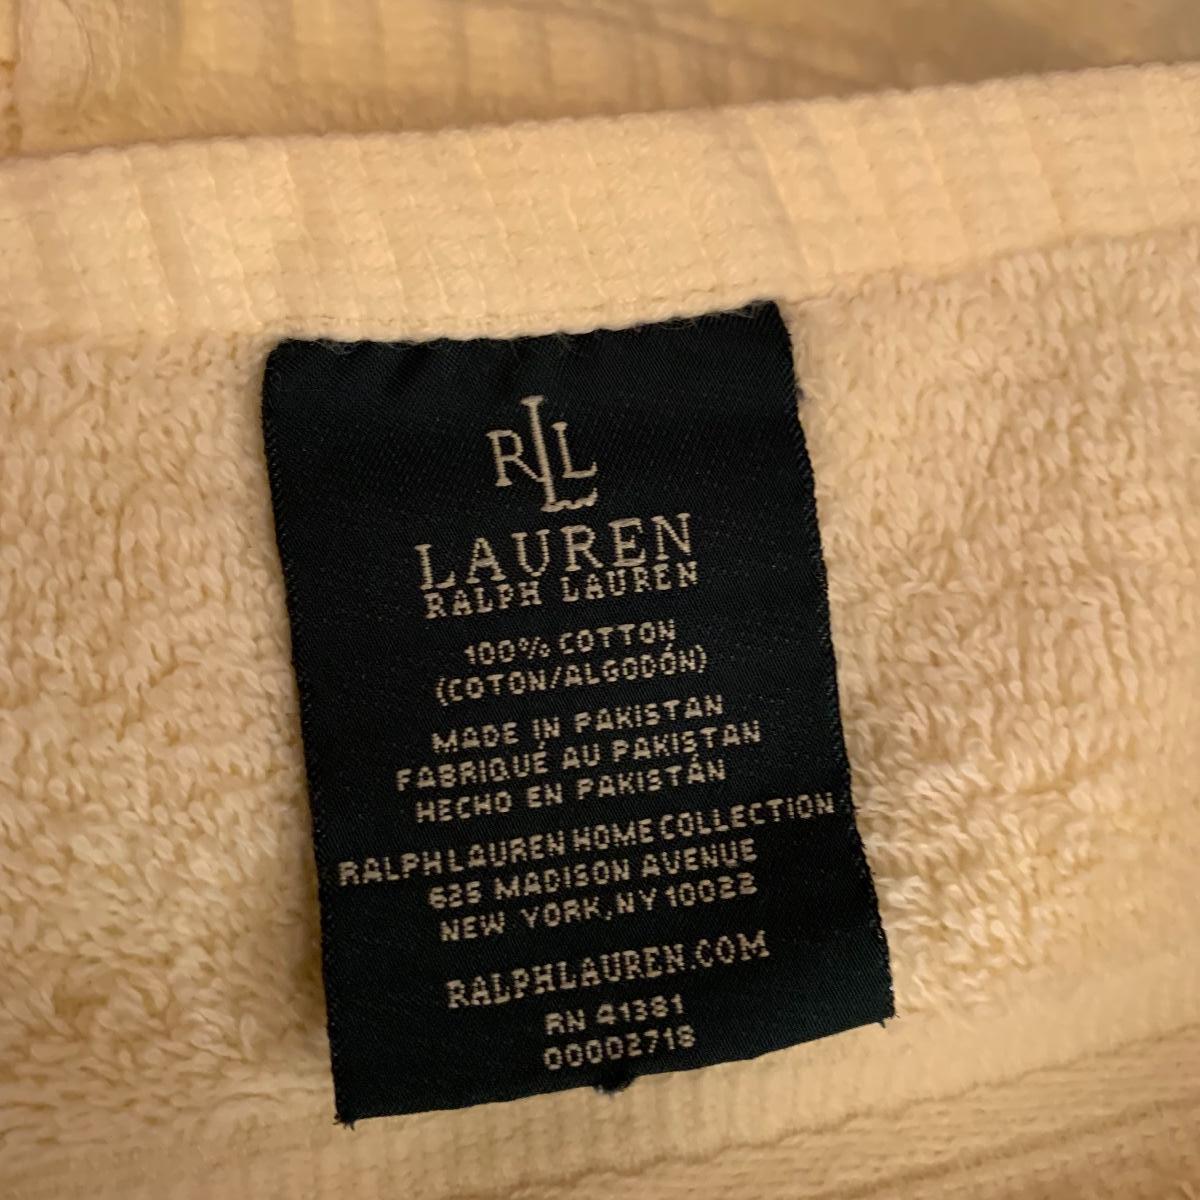 RLL
LAUREN
RALPH LAUREN
100% COTTON
(COTON/ALGODÓN)
MADE IN PAKISTAN
FABRIQUÉ AU PAKISTAN
HECHO EN PAKISTÁN
RALPH LAUREN HOME COLLECTION
625 MADISON AVENUE
NEW YORK, NY 10022
RALPHLAUREN.COM
RN 41381
00002718